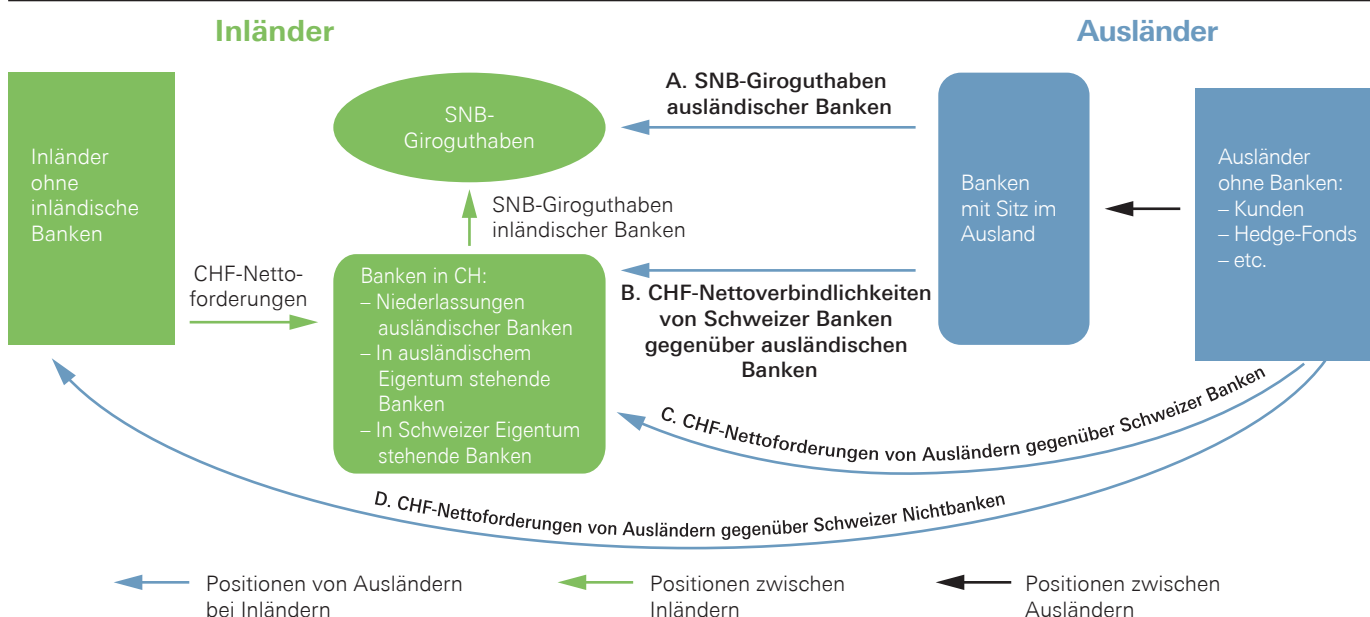 Inländer
Ausländer
Inländer
ohne
inländische
Banken
CHF-Netto-
forderungen
SNB-
Giroguthaben
SNB-Giroguthaben
inländischer Banken
Banken in CH:
– Niederlassungen
ausländischer Banken
– In ausländischem
Eigentum stehende
Banken
– In Schweizer Eigentum
stehende Banken
A. SNB-Giroguthaben
ausländischer Banken
B. CHF-Nettoverbindlichkeiten
von Schweizer Banken
gegenüber ausländischen
Banken
Banken
mit Sitz im
Ausland
Ausländer
ohne Banken:
– Kunden
– Hedge-Fonds
– etc.
C. CHF-Nettoforderungen von Ausländern gegenüber Schweizer Banken
D. CHF-Nettoforderungen von Ausländern gegenüber Schweizer Nichtbanken
Positionen von Ausländern
bei Inländern
Positionen zwischen
Inländern
Positionen zwischen
Ausländern